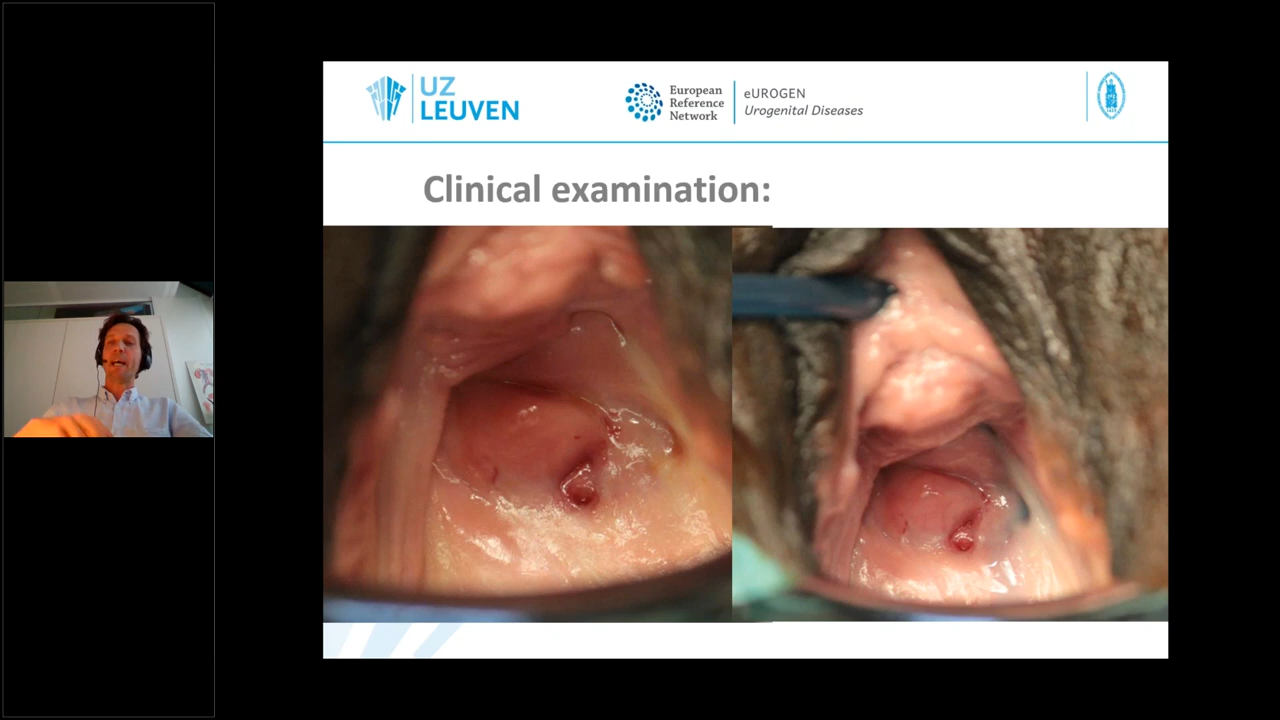 UZ
LEUVEN
European
Reference
Network
eUROGEN
Urogenital Diseases
Clinical examination: